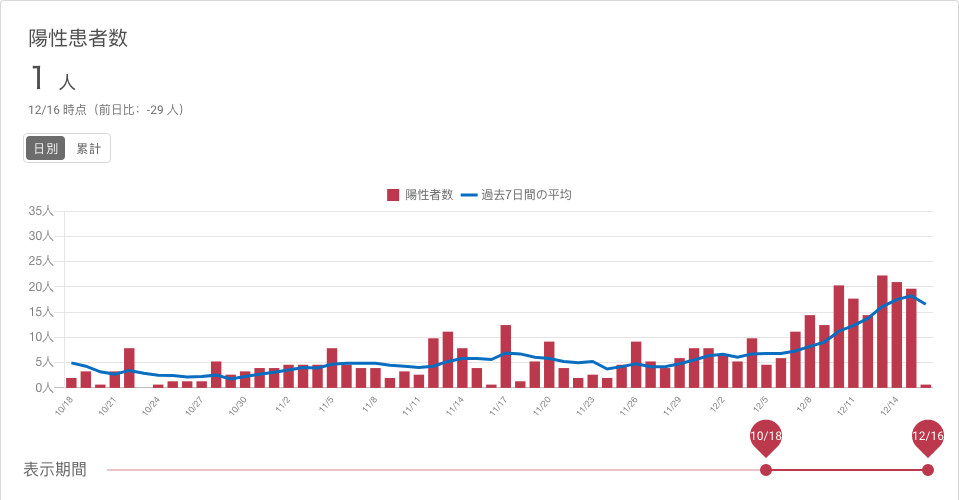 陽性患者数
1 人
12/16 時点（前日比：-29 人）
日別 累計
陽性者数 過去7日間の平均
35人
30人
25人
20人
15人
10人
5人
0人
10/18 10/21 10/24 10/27 10/30 11/2 11/5 11/8 11/11 11/14 11/17 11/20 11/23 11/26 11/29 12/2 12/5 12/8 12/11 12/14
10/18 12/16
表示期間